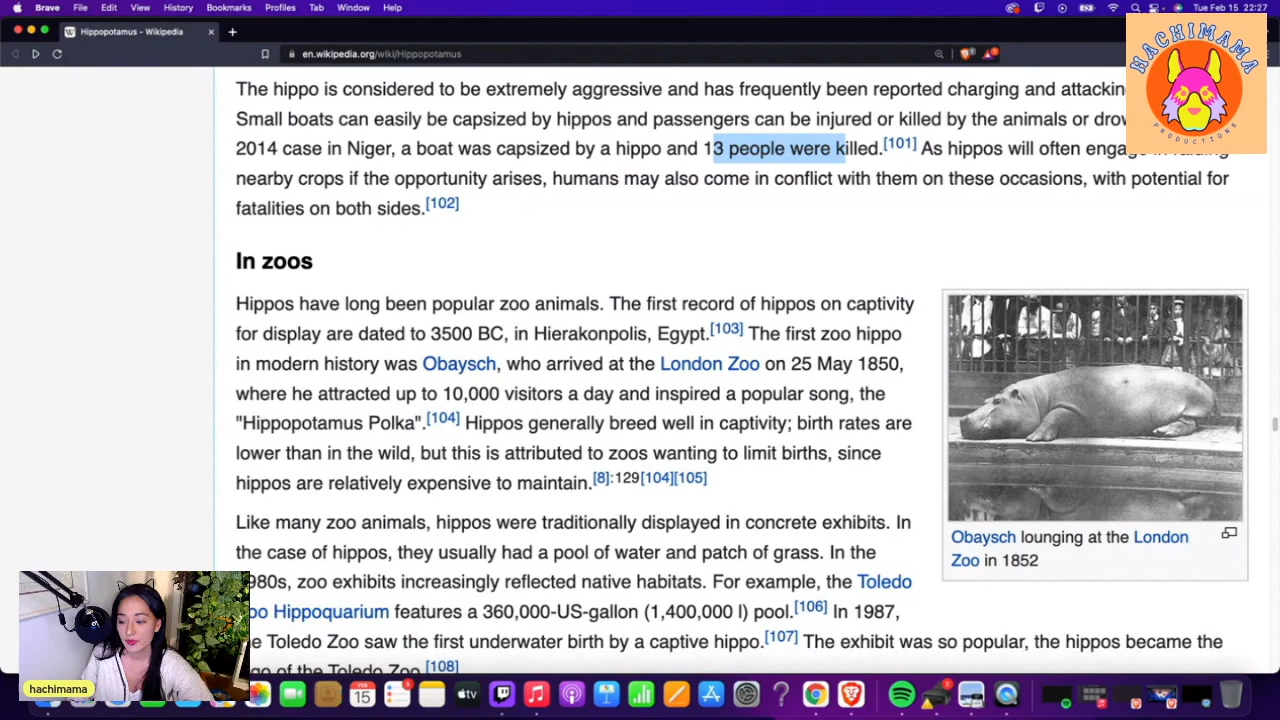 Brave File Edit View History Bookmarks Profiles Tab Window Help Tue Feb 15 22:27
Hippopotamus - Wikipedia
en.wikipedia.org/wiki/Hippopotamus
HACHIMAMA
PRODUCTIONS
The hippo is considered to be extremely aggressive and has frequently been reported charging and attacking
Small boats can easily be capsized by hippos and passengers can be injured or killed by the animals or
2014 case in Niger, a boat was capsized by a hippo and 13 people were killed.[101] As hippos will often engage in raiding
nearby crops if the opportunity arises, humans may also come in conflict with them on these occasions, with potential for
fatalities on both sides.[102]
In zoos
Hippos have long been popular zoo animals. The first record of hippos on captivity
for display are dated to 3500 BC, in Hierakonpolis, Egypt.[103] The first zoo hippo
in modern history was Obaysch, who arrived at the London Zoo on 25 May 1850,
where he attracted up to 10,000 visitors a day and inspired a popular song, the
"Hippopotamus Polka".[104] Hippos generally breed well in captivity; birth rates are
lower than in the wild, but this is attributed to zoos wanting to limit births, since
hippos are relatively expensive to maintain.[8]:129[104][105]
Obaysch lounging at the London
Zoo in 1852
Like many zoo animals, hippos were traditionally displayed in concrete exhibits. In
the case of hippos, they usually had a pool of water and patch of grass. In the
980s, zoo exhibits increasingly reflected native habitats. For example, the Toledo
oo Hippoquarium features a 360,000-US-gallon (1,400,000 l) pool.[106] In 1987,
e Toledo Zoo saw the first underwater birth by a captive hippo.[107] The exhibit was so popular, the hippos became the
go of the Toledo Zoo.[108]
hachimama
FEB
15
tv